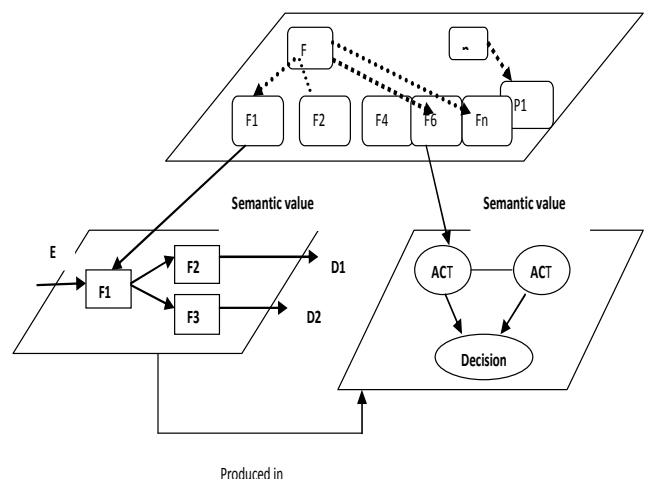 F
F1
F2
F4
F6
Fn
P1
Semantic value
Semantic value
E
F1
F2
F3
D1
D2
ACT
ACT
Decision
Produced in